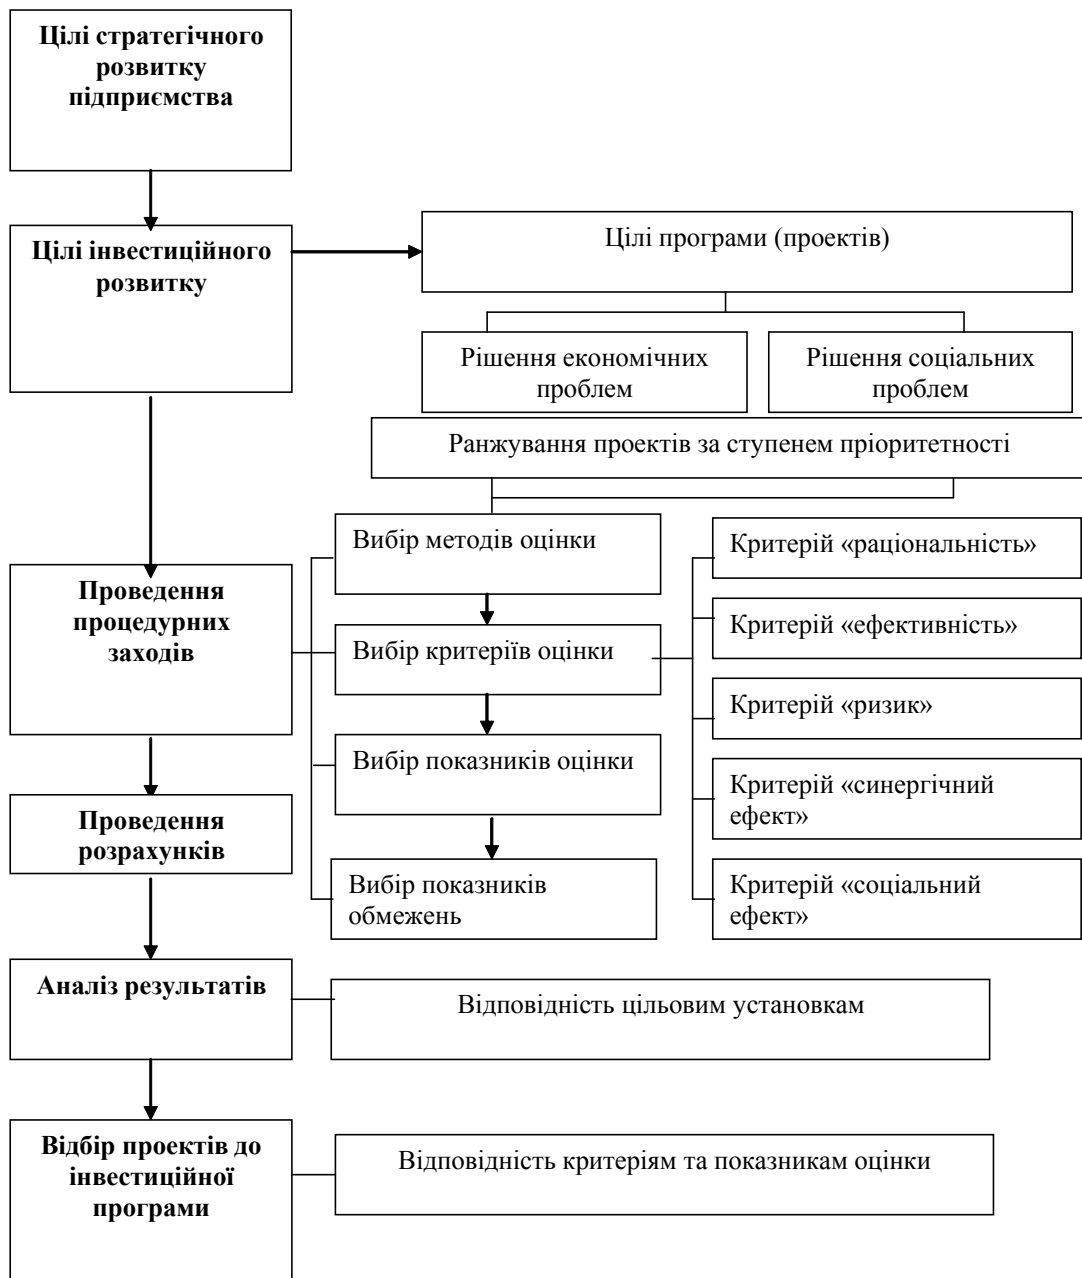 Цілі стратегічного
розвитку
підприємства
Цілі інвестиційного
розвитку
Цілі програми (проектів)
Рішення економічних
проблем
Рішення соціальних
проблем
Ранжування проектів за ступенем пріоритетності
Проведення
процедурних
заходів
Вибір методів оцінки
Вибір критеріїв оцінки
Вибір показників оцінки
Вибір показників
обмежень
Критерій «раціональність»
Критерій «ефективність»
Критерій «ризик»
Критерій «синергічний
ефект»
Критерій «соціальний
ефект»
Проведення
розрахунків
Аналіз результатів
Відповідність цільовим установкам
Відбір проектів до
інвестиційної
програми
Відповідність критеріям та показникам оцінки